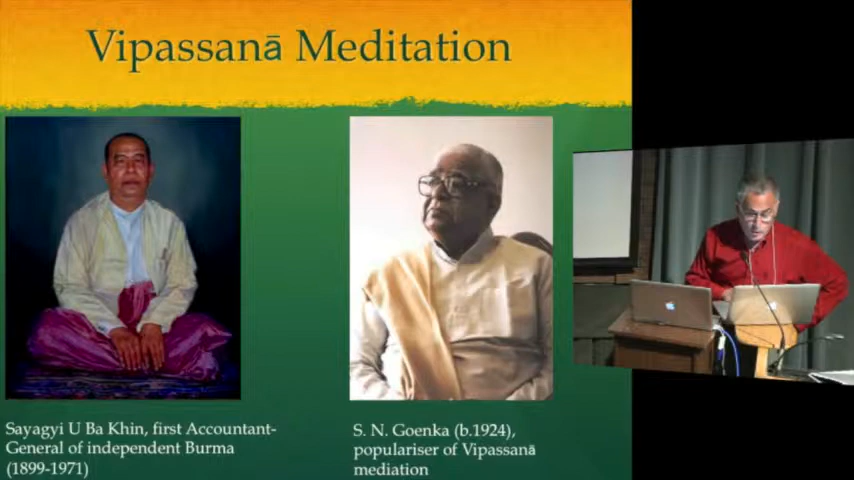 Vipassanā Meditation
Sayagyi U Ba Khin, first Accountant-
General of independent Burma
(1899-1971)
S. N. Goenka (b.1924),
populariser of Vipassanā
mediation